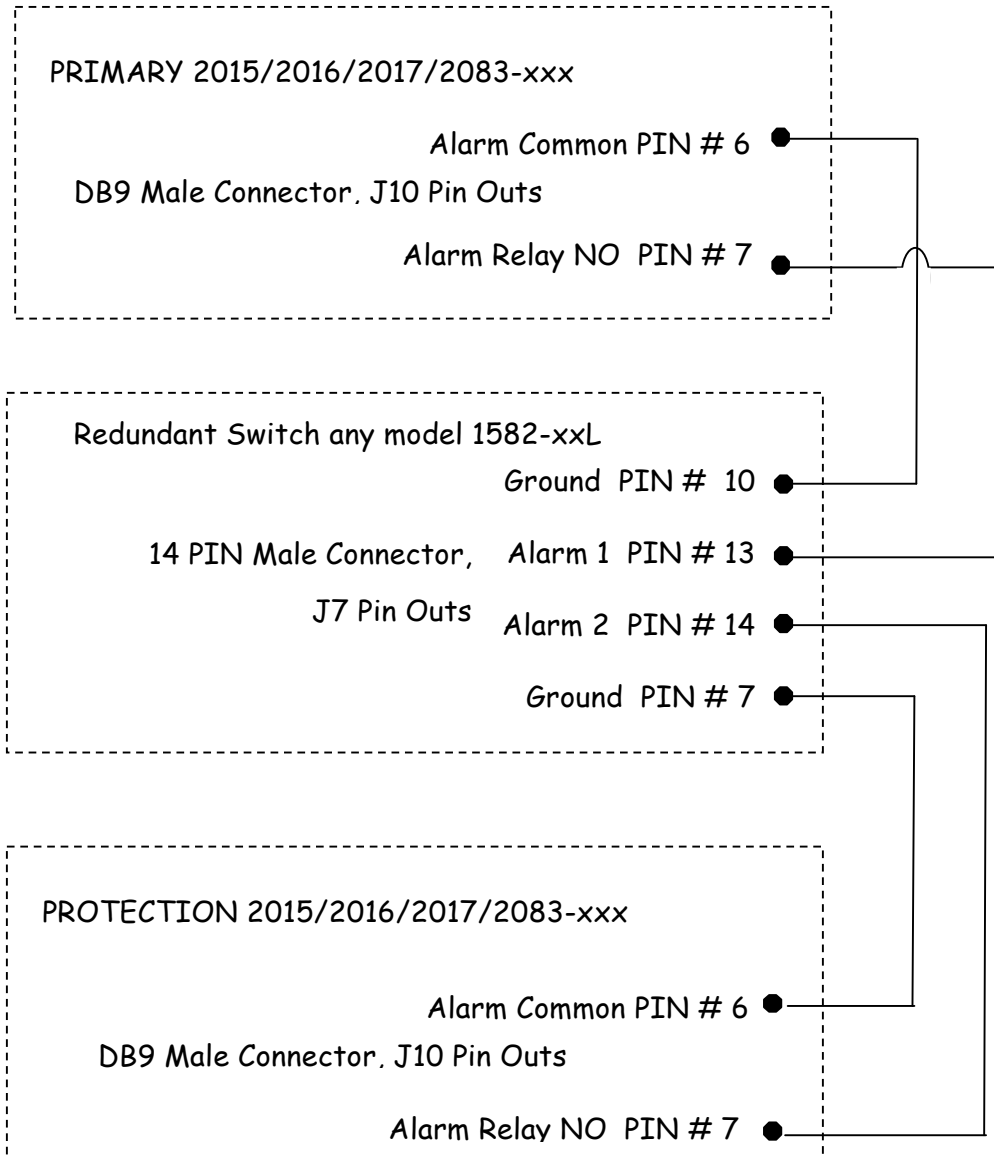 PRIMARY 2015/2016/2017/2083-xxx
Alarm Common PIN # 6
DB9 Male Connector, J10 Pin Outs
Alarm Relay NO PIN # 7
Redundant Switch any model 1582-xxL
Ground PIN # 10
14 PIN Male Connector, Alarm 1 PIN # 13
J7 Pin Outs
Alarm 2 PIN # 14
Ground PIN # 7
PROTECTION 2015/2016/2017/2083-xxx
Alarm Common PIN # 6
DB9 Male Connector, J10 Pin Outs
Alarm Relay NO PIN # 7